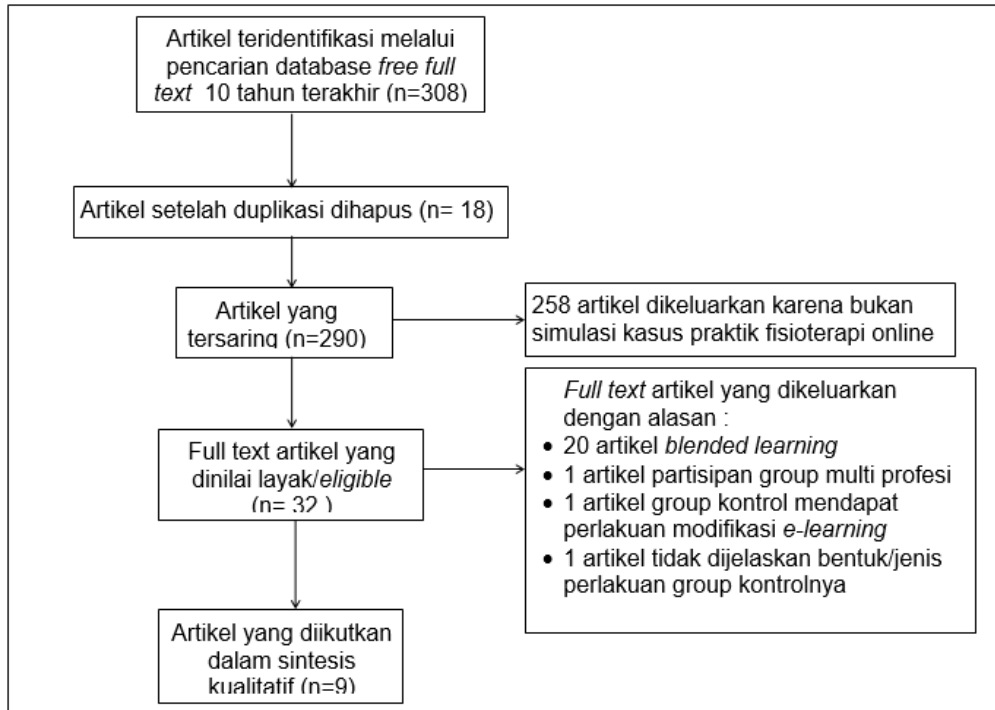 Artikel teridentifikasi melalui
pencarian database free full
text 10 tahun terakhir (n=308)
Artikel setelah duplikasi dihapus (n= 18)
Artikel yang
tersaring (n=290)
258 artikel dikeluarkan karena bukan
simulasi kasus praktik fisioterapi online
Full text artikel yang
dinilai layak/eligible
(n= 32 )
Full text artikel yang dikeluarkan
dengan alasan :
• 20 artikel blended learning
• 1 artikel partisipan group multi profesi
• 1 artikel group kontrol mendapat
perlakuan modifikasi e-learning
• 1 artikel tidak dijelaskan bentuk/jenis
perlakuan group kontrolnya
Artikel yang diikutkan
dalam sintesis
kualitatif (n=9)